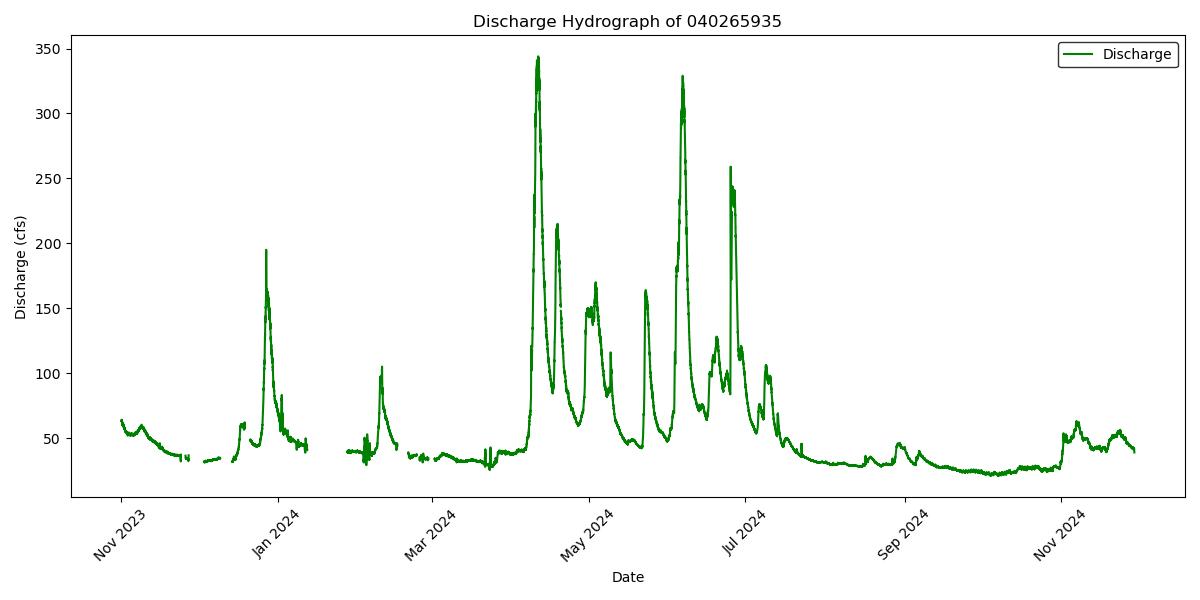 Discharge Hydrograph of 040265935
Discharge
350
300
250
200
150
100
50
Discharge (cfs)
Nov 2023
Jan 2024
Mar 2024
May 2024
Jul 2024
Sep 2024
Nov 2024
Date